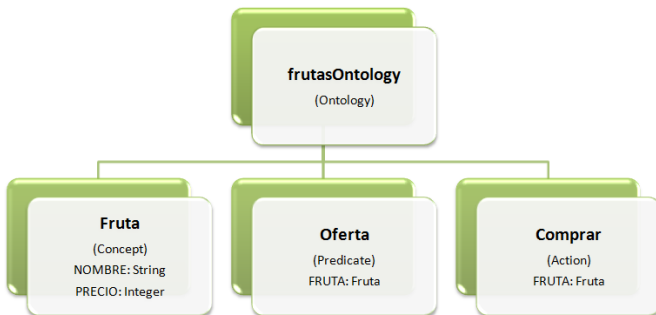 frutasOntology
(Ontology)
Fruta
(Concept)
NOMBRE: String
PRECIO: Integer
Oferta
(Predicate)
FRUTA: Fruta
Comprar
(Action)
FRUTA: Fruta